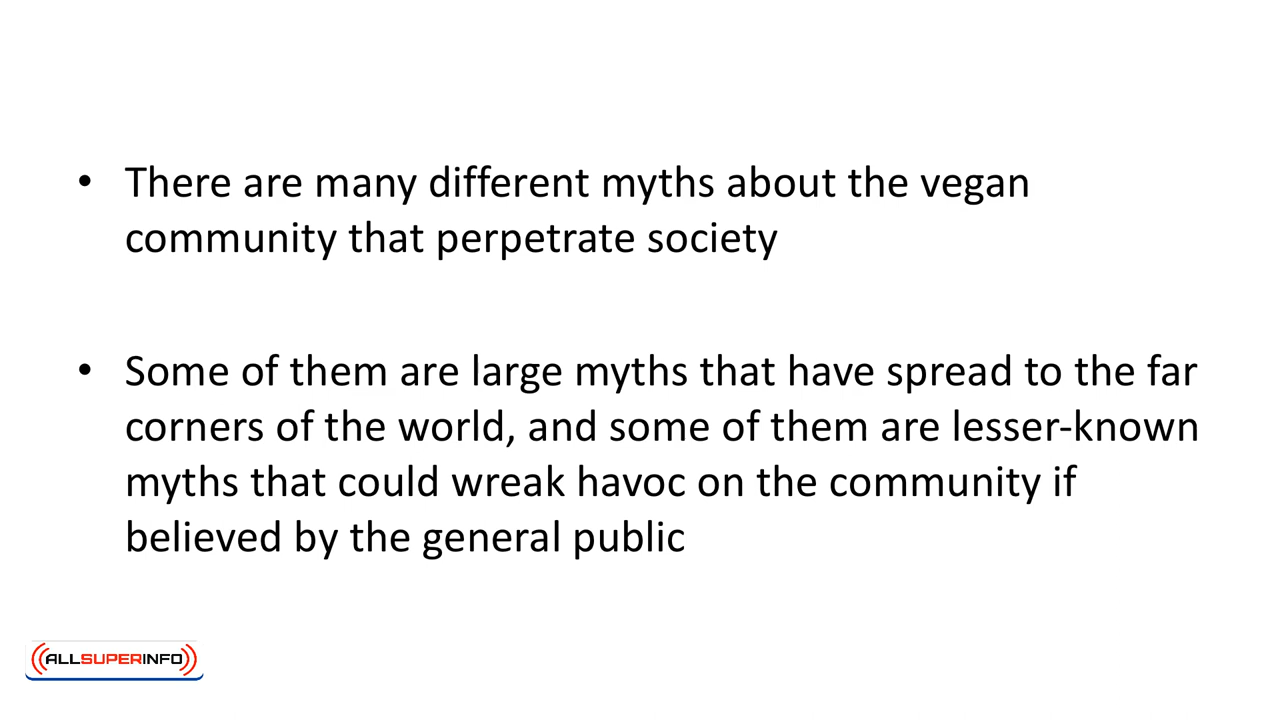 • There are many different myths about the vegan
community that perpetrate society
• Some of them are large myths that have spread to the far
corners of the world, and some of them are lesser-known
myths that could wreak havoc on the community if
believed by the general public
ALLSUPERINFO